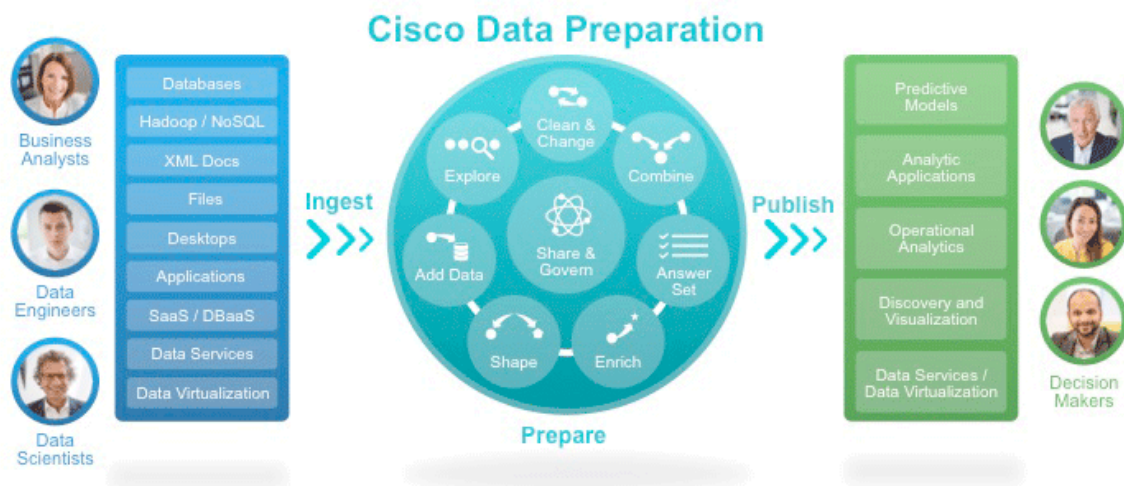 Cisco Data Preparation
Business
Analysts
Data
Engineers
Data
Scientists
Databases
Hadoop / NoSQL
XML Docs
Files
Desktops
Applications
SaaS / DBaaS
Data Services
Data Virtualization
Ingest
Clean &
Change
Explore
Combine
Share &
Govern
Add Data
Answer
Set
Shape
Enrich
Prepare
Publish
Predictive
Models
Analytic
Applications
Operational
Analytics
Discovery and
Visualization
Data Services /
Data Virtualization
Decision
Makers